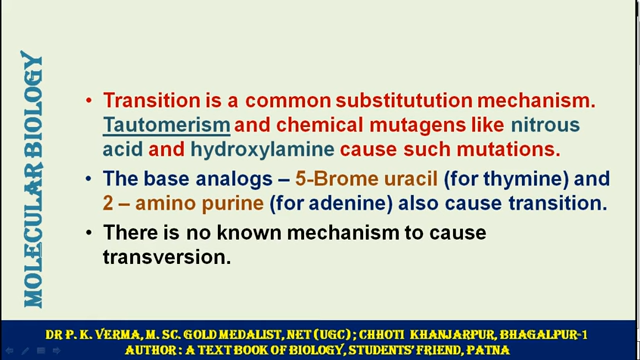 MOLECULAR BIOLOGY
• Transition is a common substitutution mechanism.
Tautomerism and chemical mutagens like nitrous
acid and hydroxylamine cause such mutations.
• The base analogs – 5-Brome uracil (for thymine) and
2 – amino purine (for adenine) also cause transition.
• There is no known mechanism to cause
transversion.
DR P. K. VERMA, M. SC. GOLD MEDALIST, NET (UGC) ; CHHOTI KHANJARPUR, BHAGALPUR-1
AUTHOR : A TEXT BOOK OF BIOLOGY, STUDENTS' FRIEND, PATNA